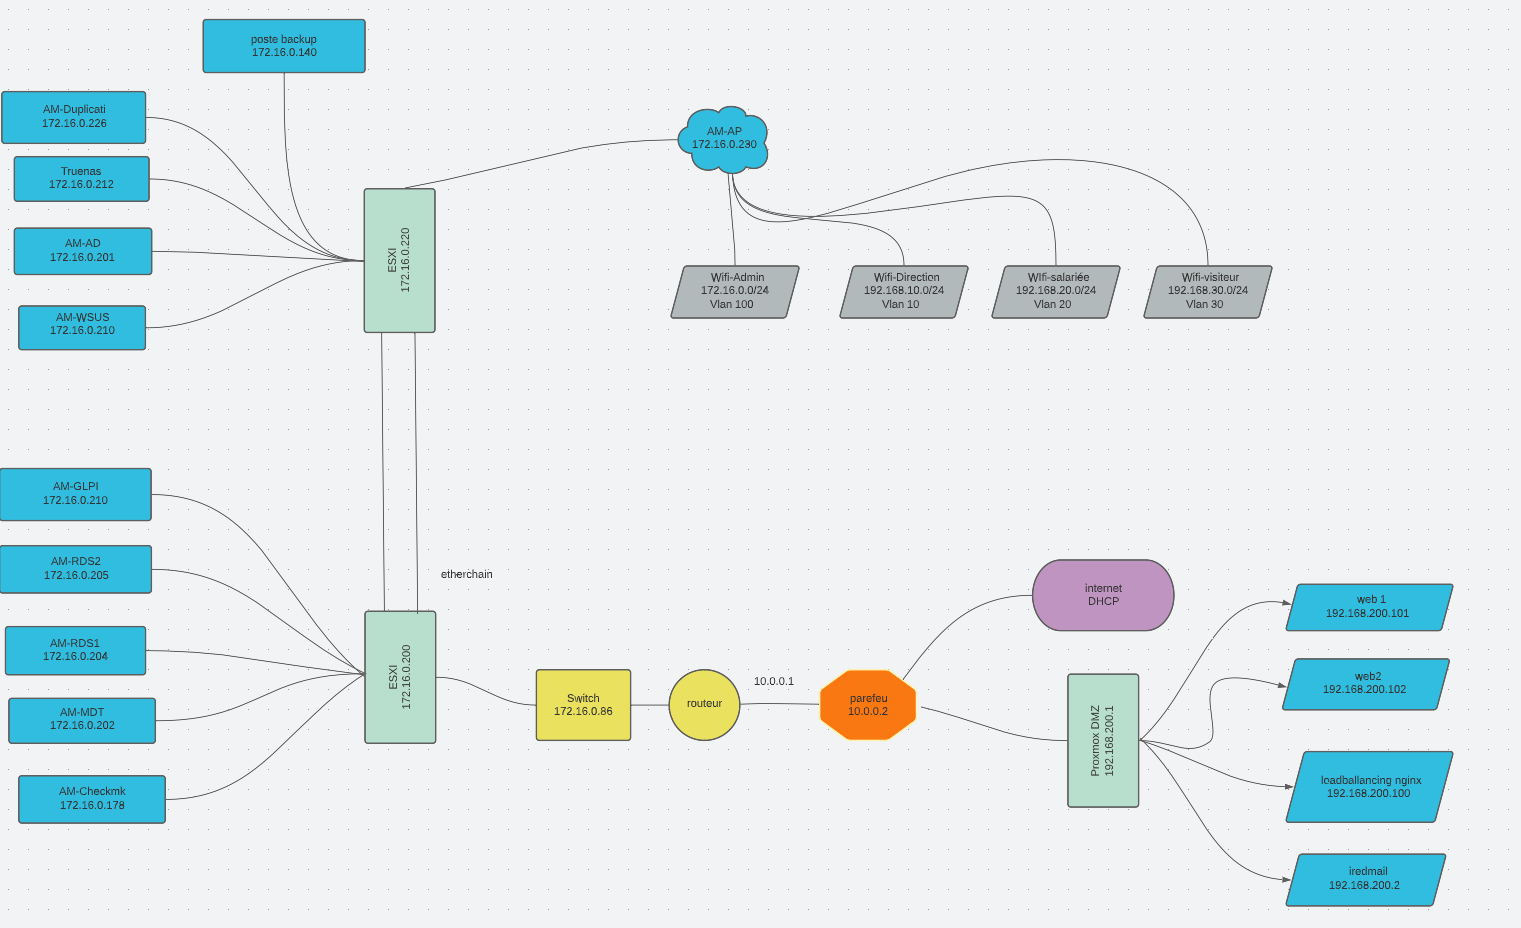 poste backup
172.16.0.140
AM-Duplicati
172.16.0.226
Truenas
172.16.0.212
AM-AD
172.16.0.201
AM-WSUS
172.16.0.210
ESXI
172.16.0.220
AM-AP
172.16.0.230
Wifi-Admin
172.16.0.0/24
Vlan 100
Wifi-Direction
192.168.10.0/24
Vlan 10
WIfi-salariée
192.168.20.0/24
Vlan 20
Wifi-visiteur
192.168.30.0/24
Vlan 30
AM-GLPI
172.16.0.210
AM-RDS2
172.16.0.205
AM-RDS1
172.16.0.204
AM-MDT
172.16.0.202
AM-Checkmk
172.16.0.178
etherchain
ESXI
172.16.0.200
Switch
172.16.0.86
routeur
10.0.0.1
parefeu
10.0.0.2
internet
DHCP
Proxmox DMZ
192.168.200.1
web 1
192.168.200.101
web2
192.168.200.102
loadballancing nginx
192.168.200.100
iredmail
192.168.200.2